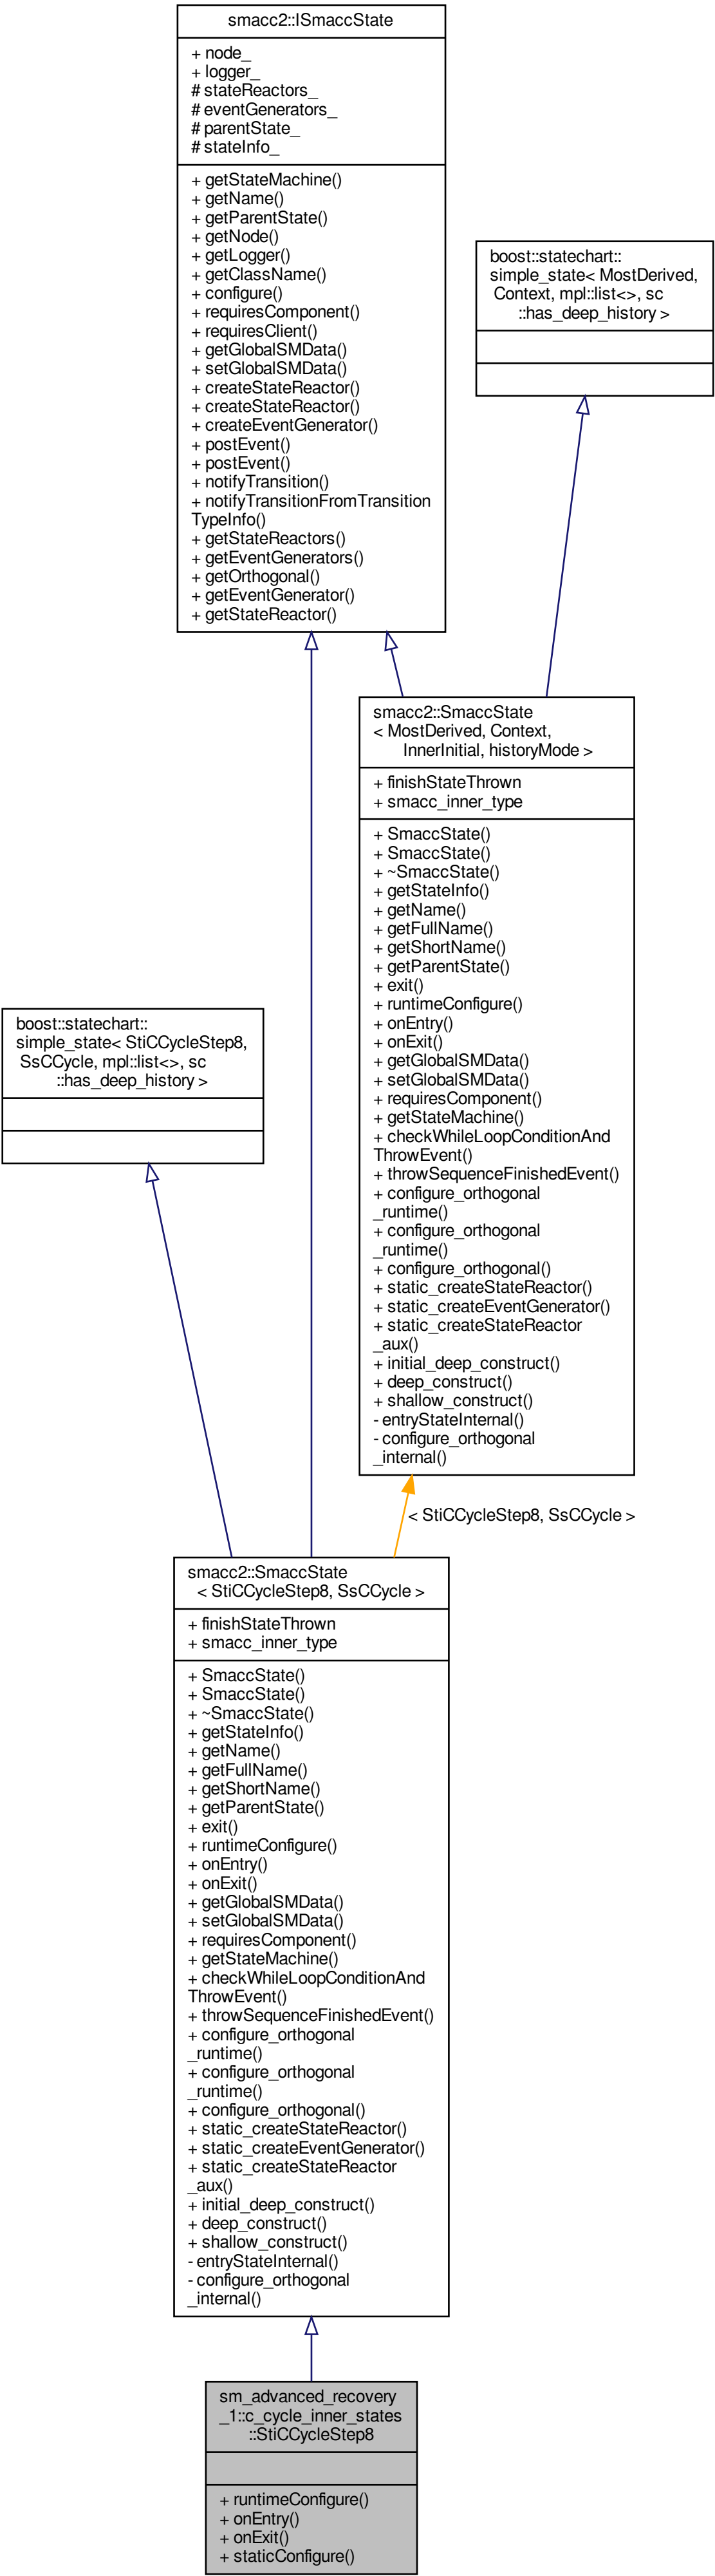 smacc2::ISmaccState
+ node_
+ logger_
# stateReactors_
# eventGenerators_
# parentState_
# stateInfo_
+ getStateMachine()
+ getName()
+ getParentState()
+ getNode()
+ getLogger()
+ getClassName()
+ configure()
+ requiresComponent()
+ requiresClient()
+ getGlobalSMData()
+ setGlobalSMData()
+ createStateReactor()
+ createStateReactor()
+ createEventGenerator()
+ postEvent()
+ postEvent()
+ notifyTransition()
+ notifyTransitionFromTransition
TypeInfo()
+ getStateReactors()
+ getEventGenerators()
+ getOrthogonal()
+ getEventGenerator()
+ getStateReactor()
boost::statechart::
simple_state< MostDerived,
Context, mpl::list<>, sc
::has_deep_history >
smacc2::SmaccState
< MostDerived, Context,
InnerInitial, historyMode >
+ finishStateThrown
+ smacc_inner_type
+ SmaccState()
+ SmaccState()
+ ~SmaccState()
+ getStateInfo()
+ getName()
+ getFullName()
+ getShortName()
+ getParentState()
+ exit()
+ runtimeConfigure()
+ onEntry()
+ onExit()
+ getGlobalSMData()
+ setGlobalSMData()
+ requiresComponent()
+ getStateMachine()
+ checkWhileLoopConditionAnd
ThrowEvent()
+ throwSequenceFinishedEvent()
+ configure_orthogonal
_runtime()
+ configure_orthogonal
_runtime()
+ configure_orthogonal()
+ static_createStateReactor()
+ static_createEventGenerator()
+ static_createStateReactor
_aux()
+ initial_deep_construct()
+ deep_construct()
+ shallow_construct()
- entryStateInternal()
- configure_orthogonal
_internal()
boost::statechart::
simple_state< StiCCycleStep8,
SsCCycle, mpl::list<>, sc
::has_deep_history >
< StiCCycleStep8, SsCCycle >
smacc2::SmaccState
< StiCCycleStep8, SsCCycle >
+ finishStateThrown
+ smacc_inner_type
+ SmaccState()
+ SmaccState()
+ ~SmaccState()
+ getStateInfo()
+ getName()
+ getFullName()
+ getShortName()
+ getParentState()
+ exit()
+ runtimeConfigure()
+ onEntry()
+ onExit()
+ getGlobalSMData()
+ setGlobalSMData()
+ requiresComponent()
+ getStateMachine()
+ checkWhileLoopConditionAnd
ThrowEvent()
+ throwSequenceFinishedEvent()
+ configure_orthogonal
_runtime()
+ configure_orthogonal
_runtime()
+ configure_orthogonal()
+ static_createStateReactor()
+ static_createEventGenerator()
+ static_createStateReactor
_aux()
+ initial_deep_construct()
+ deep_construct()
+ shallow_construct()
- entryStateInternal()
- configure_orthogonal
_internal()
sm_advanced_recovery
_1::c_cycle_inner_states
::StiCCycleStep8
+ runtimeConfigure()
+ onEntry()
+ onExit()
+ staticConfigure()